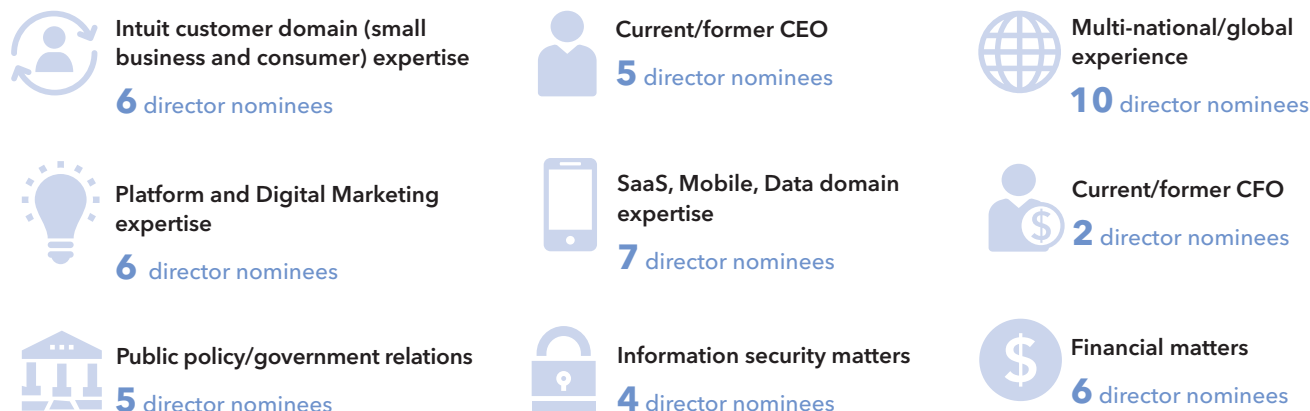 Intuit customer domain (small
business and consumer) expertise
6 director nominees
Current/former CEO
5 director nominees
Multi-national/global
experience
10 director nominees
Platform and Digital Marketing
expertise
6 director nominees
SaaS, Mobile, Data domain
expertise
7 director nominees
Current/former CFO
$
2 director nominees
Public policy/government relations
5 director nominees
Information security matters
4 director nominees
$
Financial matters
6 director nominees